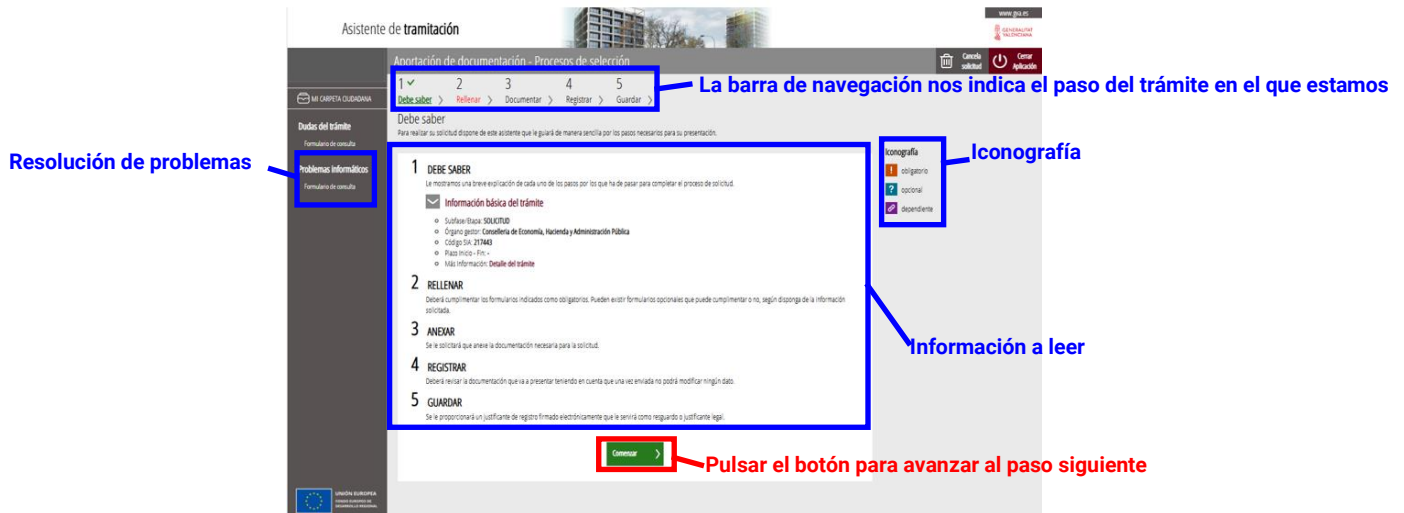 Asistente de tramitación
www.gva.es
GENERALITAT
VALENCIANA
Aportación de documentación - Procesos de selección
Cancela
solicitud
Cerrar
Aplicación
1 2 3 4 5
Debe saber > Rellenar > Documentar > Registrar > Guardar >
La barra de navegación nos indica el paso del trámite en el que estamos
MI CARPETA CIUDADANA
Dudas del trámite
Formulario de consulta
Problemas informáticos
Formulario de consulta
Resolución de problemas
Debe saber
Para realizar su solicitud dispone de este asistente que le guiará de manera sencilla por los pasos necesarios para su presentación.
Iconografía
! obligatorio
? opcional
dependiente
Iconografía
1 DEBE SABER
Le mostramos una breve explicación de cada uno de los pasos por los que ha de pasar para completar el proceso de solicitud.
Información básica del trámite
Subfase/Etapa: SOLICITUD
Órgano gestor: Conselleria de Economía, Hacienda y Administración Pública
Código SIA: 217443
Plazo Inicio - Fin: -
Más información: Detalle del trámite
2 RELLENAR
Deberá cumplimentar los formularios indicados como obligatorios. Pueden existir formularios opcionales que puede cumplimentar o no, según disponga de la información
solicitada.
3 ANEXAR
Se le solicitará que anexe la documentación necesaria para la solicitud.
Información a leer
4 REGISTRAR
Deberá revisar la documentación que va a presentar teniendo en cuenta que una vez enviada no podrá modificar ningún dato.
5 GUARDAR
Se le proporcionará un justificante de registro firmado electrónicamente que le servirá como resguardo o justificante legal.
Comenzar >
Pulsar el botón para avanzar al paso siguiente
UNIÓN EUROPEA
FONDO EUROPEO DE
DESARROLLO REGIONAL